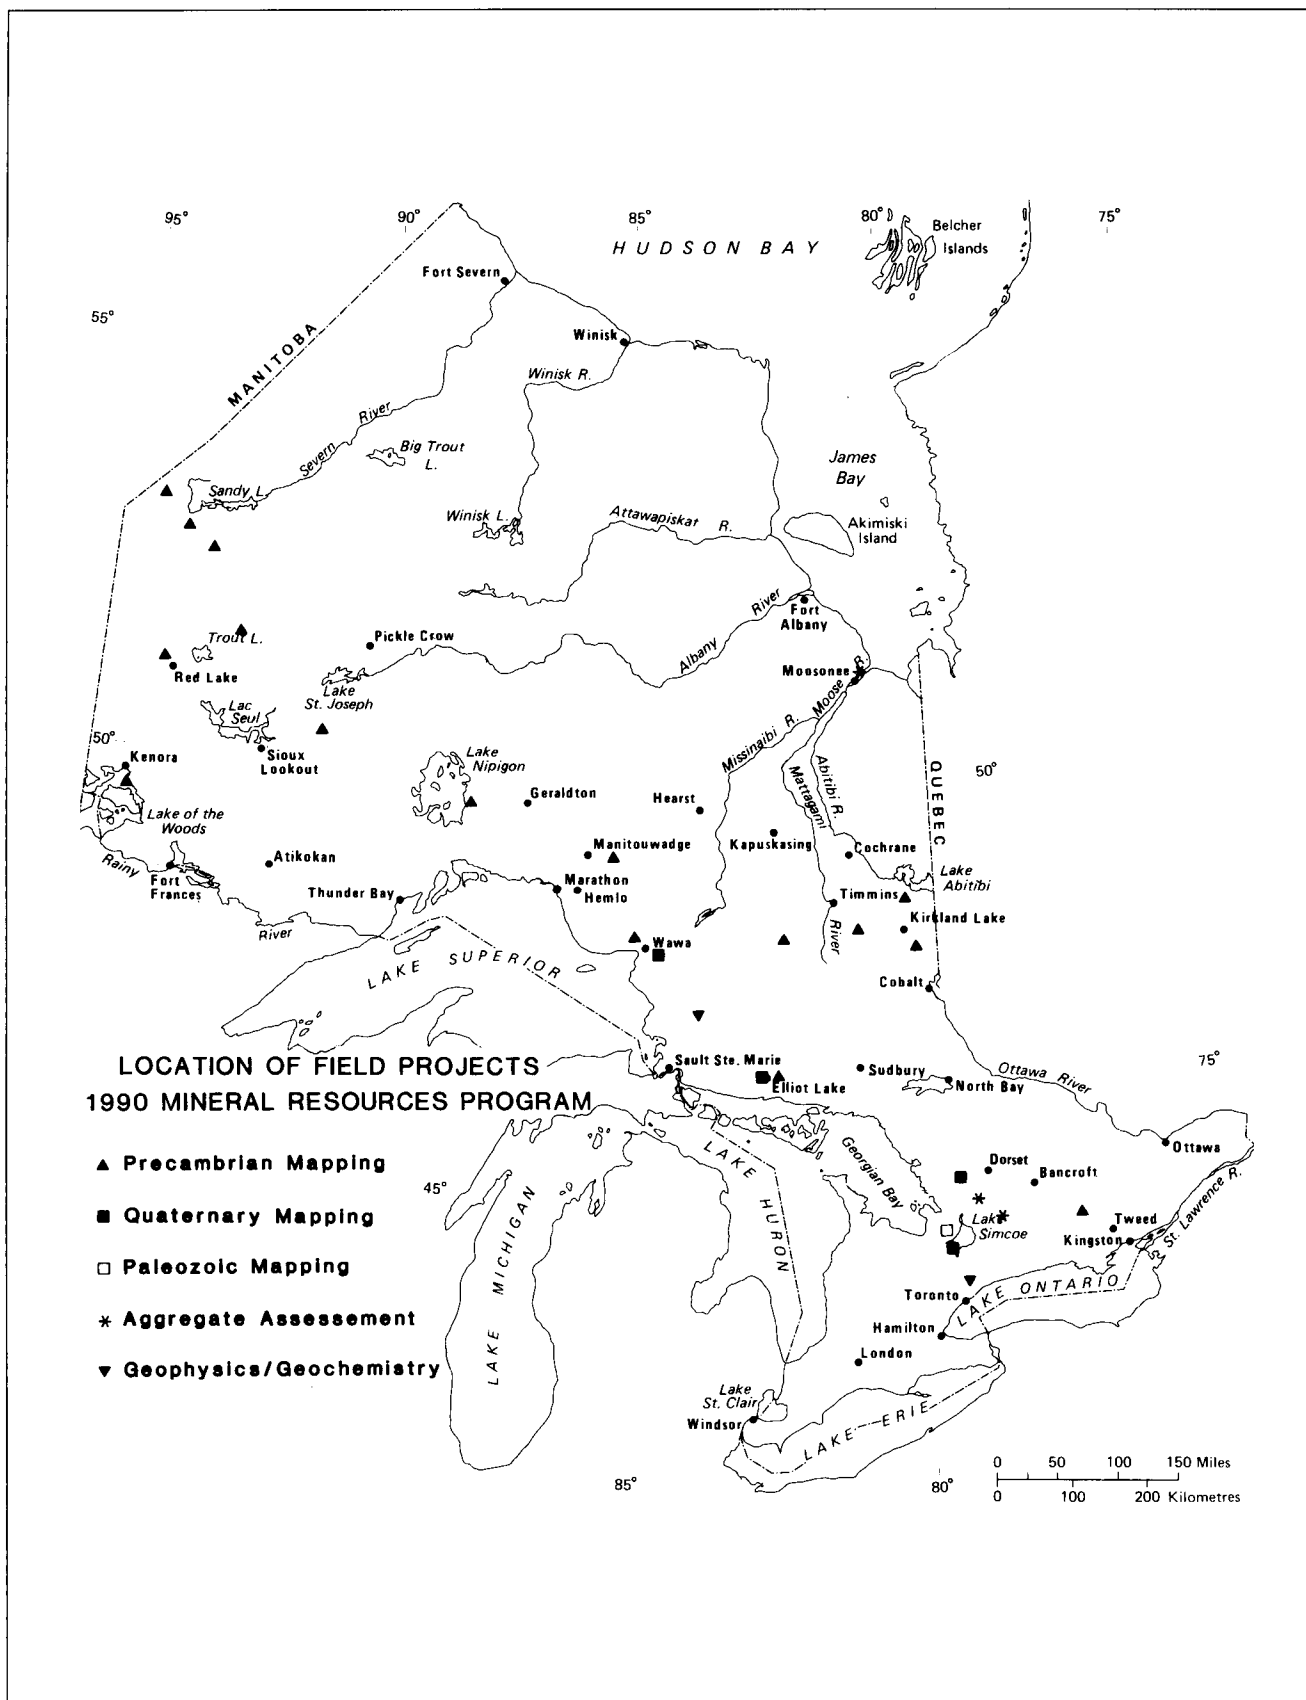 95°
90°
85°
80°
75°
HUDSON BAY
Belcher
Islands
Fort Severn
55°
MANITOBA
Winisk
Winisk R.
Severn River
Big Trout
L.
James
Bay
Sandy L.
Winisk L.
Attawapiskat R.
Akimiski
Island
Albany River
Fort
Albany
Trout L.
Pickle Crow
Red Lake
Moosonee
Moose R.
Lake
St. Joseph
Lac
Seul
Missinaibi R.
50°
Kenora
Sioux
Lookout
Lake
Nipigon
Abitibi R.
Mattagami
River
QUEBEC
50°
Geraldton
Hearst
Lake of the
Woods
Manitouwadge
Kapuskasing
Cochrane
Rainy
River
Atikokan
Fort
Frances
Marathon
Hemlo
Lake
Abitibi
Thunder Bay
Timmins
Kirkland Lake
Wawa
LAKE SUPERIOR
Cobalt
LOCATION OF FIELD PROJECTS
1990 MINERAL RESOURCES PROGRAM
Sault Ste. Marie
Elliot Lake
Sudbury
North Bay
Ottawa River
75°
Ottawa
Precambrian Mapping
Quaternary Mapping
Paleozoic Mapping
Aggregate Assessement
Geophysics/Geochemistry
45°
LAKE MICHIGAN
LAKE HURON
Georgian Bay
Dorset
Bancroft
Lake
Simcoe
Tweed
Kingston
St. Lawrence R.
Toronto
LAKE ONTARIO
Hamilton
London
Lake
St. Clair
Windsor
LAKE ERIE
85°
80°
0 50 100 150 Miles
0 100 200 Kilometres